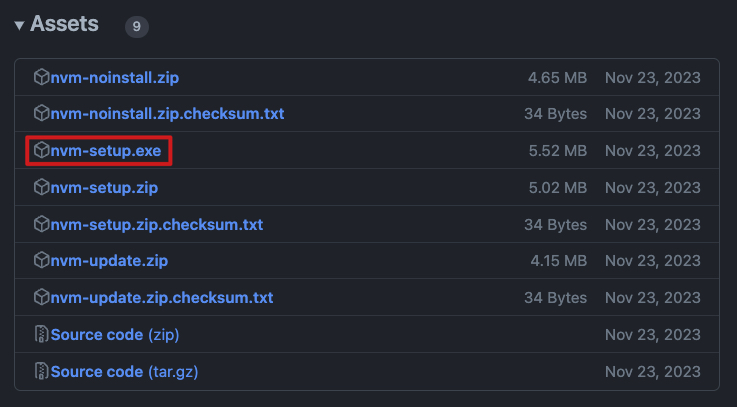 Assets 9
nvm-noinstall.zip 4.65 MB Nov 23, 2023
nvm-noinstall.zip.checksum.txt 34 Bytes Nov 23, 2023
nvm-setup.exe 5.52 MB Nov 23, 2023
nvm-setup.zip 5.02 MB Nov 23, 2023
nvm-setup.zip.checksum.txt 34 Bytes Nov 23, 2023
nvm-update.zip 4.15 MB Nov 23, 2023
nvm-update.zip.checksum.txt 34 Bytes Nov 23, 2023
Source code (zip) Nov 23, 2023
Source code (tar.gz) Nov 23, 2023